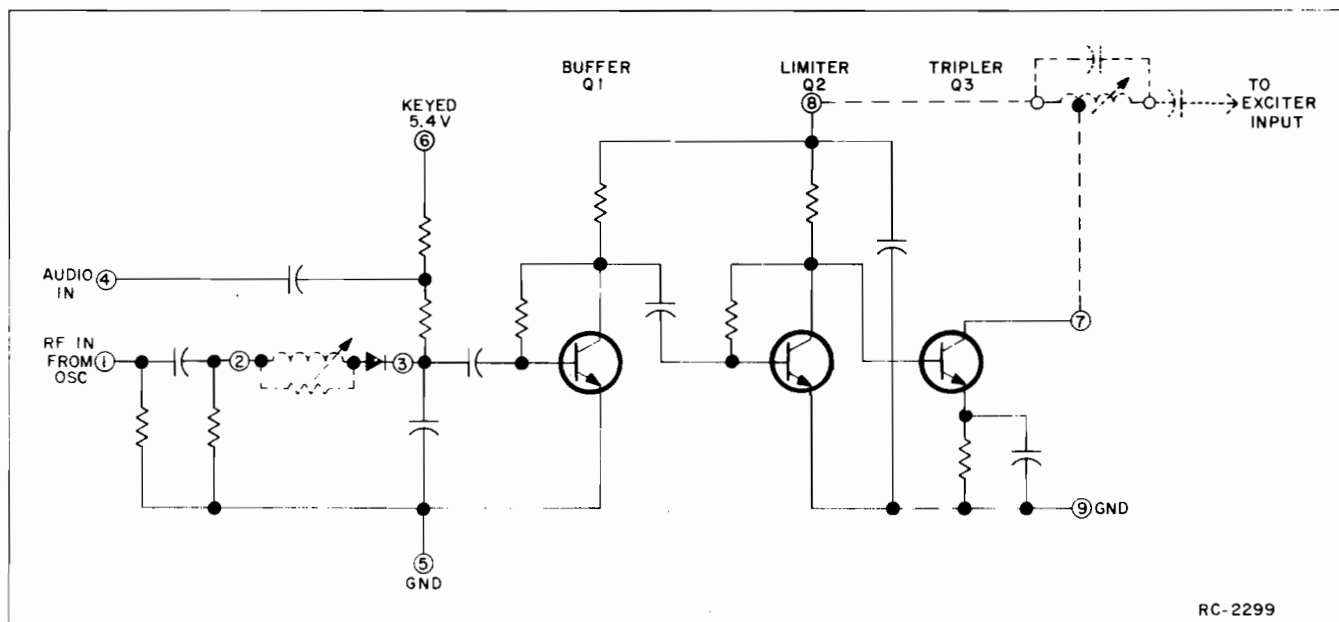 BUFFER
Q1
LIMITER
Q2
8
TRIPLER
Q3
TO
EXCITER
INPUT
KEYED
5.4V
6
AUDIO
IN
4
RF IN
FROM
OSC
1
2
3
7
5
GND
9 GND
RC-2299